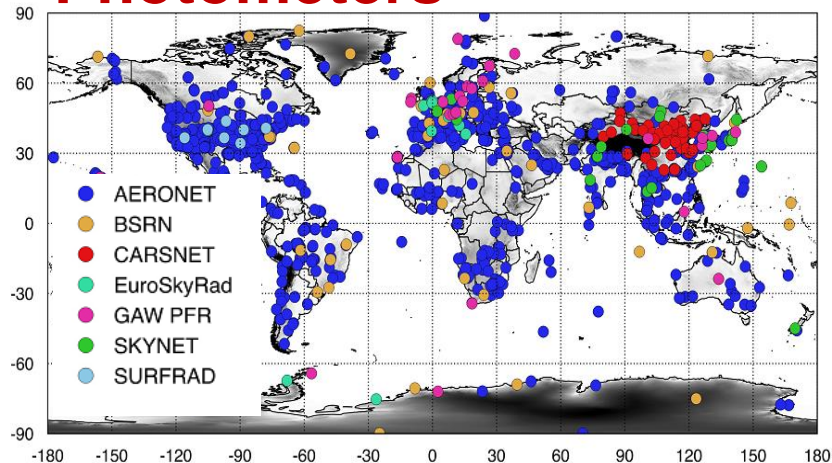 Photometers
90
60
30
0
-30
-60
-90
AERONET
BSRN
CARSNET
EuroSkyRad
GAW PFR
SKYNET
SURFRAD
-180 -150 -120 -90 -60 -30 0 30 60 90 120 150 180